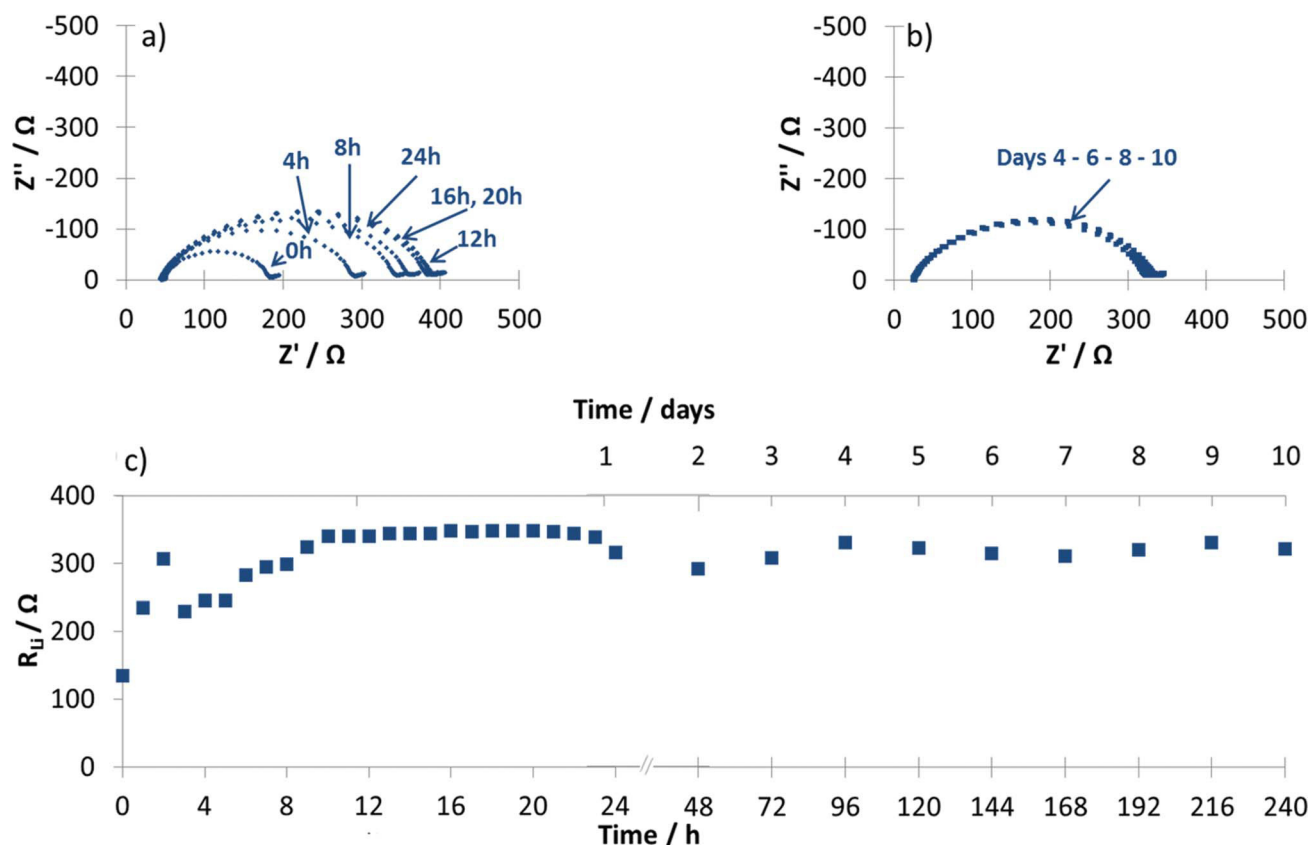 a)
-500
-400
-300
-200
-100
0
Z'' / Ω
4h
8h
24h
16h, 20h
12h
0h
0 100 200 300 400 500
Z' / Ω
b)
-500
-400
-300
-200
-100
0
Z'' / Ω
Days 4 - 6 - 8 - 10
0 100 200 300 400 500
Z' / Ω
Time / days
c)
1 2 3 4 5 6 7 8 9 10
400
300
200
100
0
R_Li / Ω
0 4 8 12 16 20 24 48 72 96 120 144 168 192 216 240
Time / h